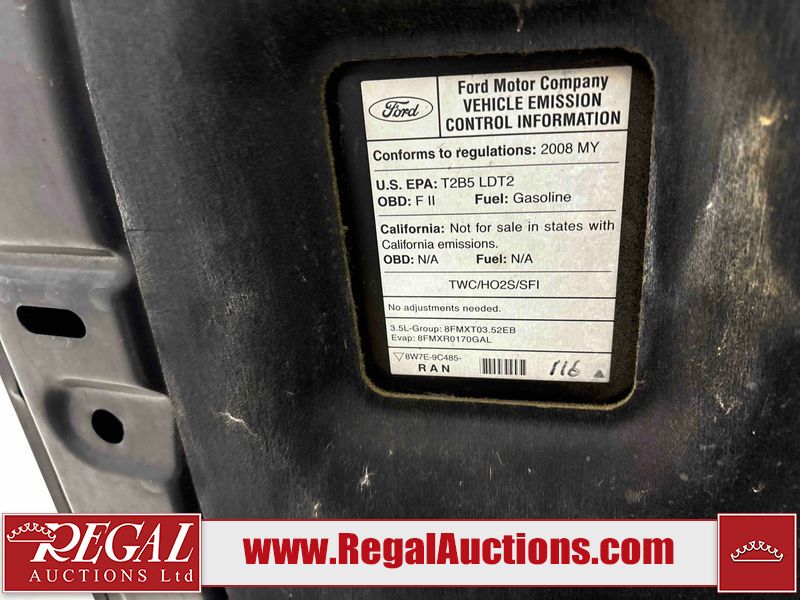 Ford
Ford Motor Company
VEHICLE EMISSION
CONTROL INFORMATION
Conforms to regulations: 2008 MY
U.S. EPA: T2B5 LDT2
OBD: F II Fuel: Gasoline
California: Not for sale in states with
California emissions.
OBD: N/A Fuel: N/A
TWC/HO2S/SFI
No adjustments needed.
3.5L-Group: 8FMXT03.52EB
Evap: 8FMXR0170GAL
8W7E-9C485-
R A N
116
REGAL
AUCTIONS Ltd
www.RegalAuctions.com